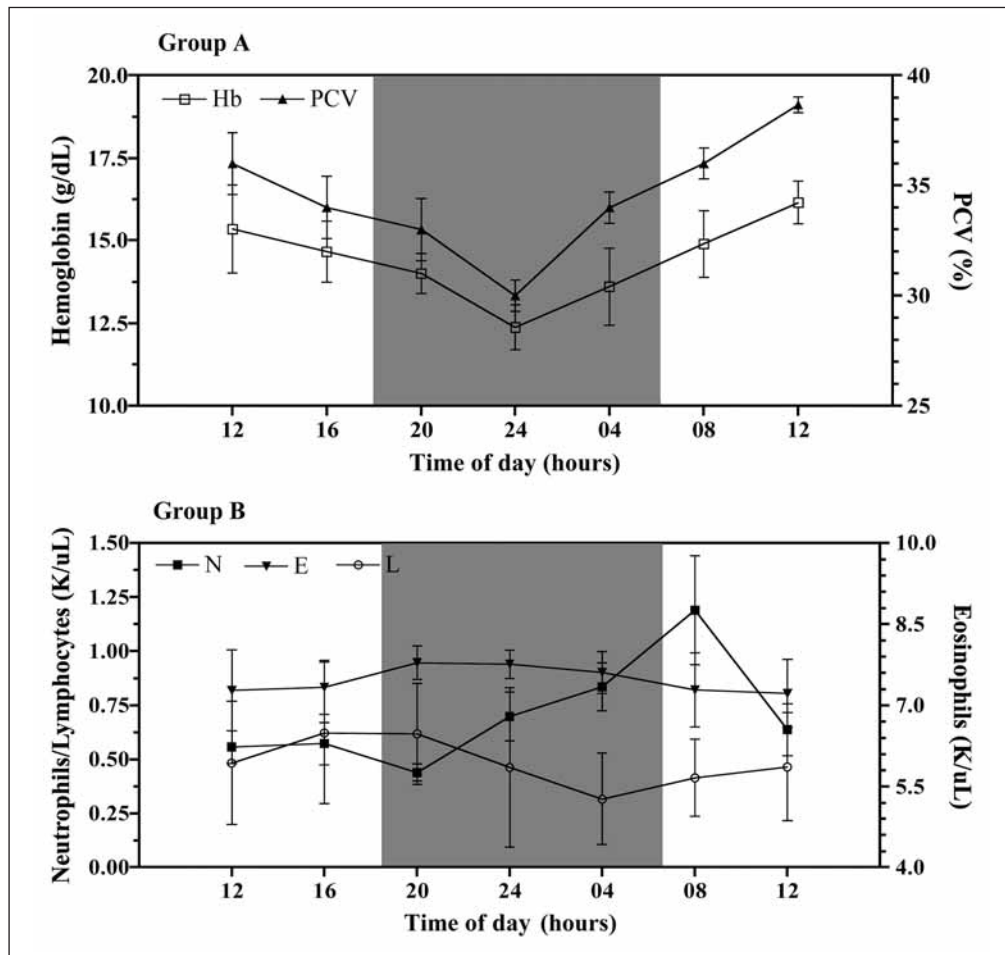 Group A
20.0
17.5
15.0
12.5
10.0
Hemoglobin (g/dL)
Hb PCV
40
35
30
25
PCV (%)
12 16 20 24 04 08 12
Time of day (hours)
Group B
1.50
1.25
1.00
0.75
0.50
0.25
0.00
Neutrophils/Lymphocytes (K/uL)
N E L
10.0
8.5
7.0
5.5
4.0
Eosinophils (K/uL)
12 16 20 24 04 08 12
Time of day (hours)